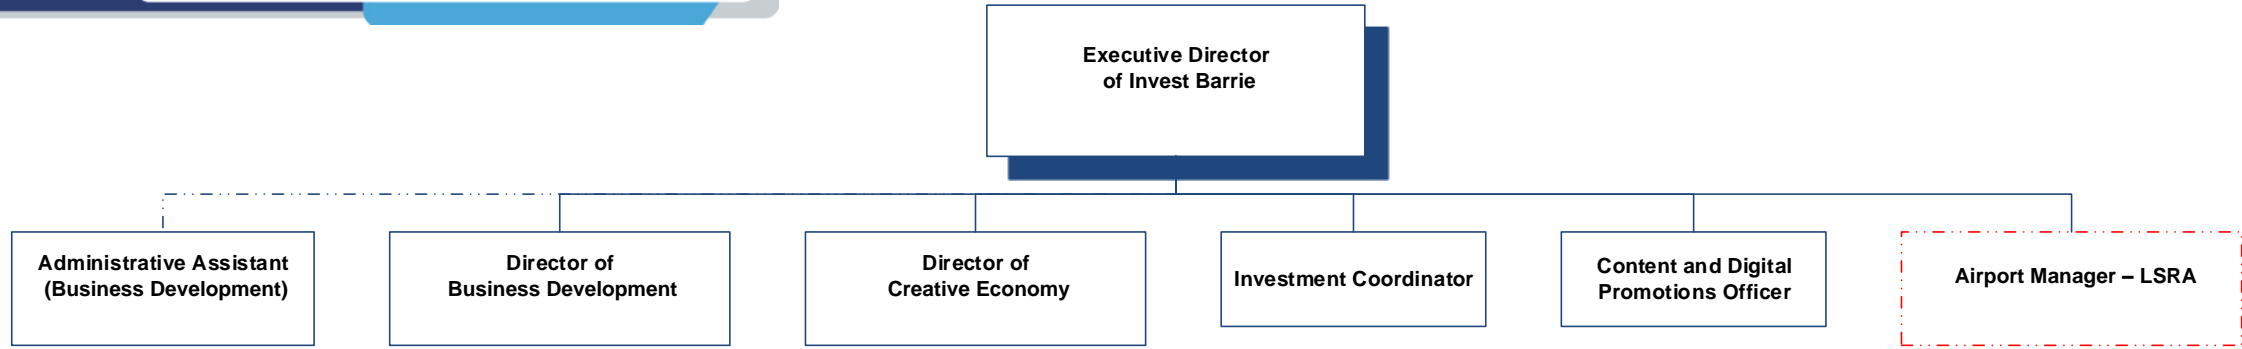 Executive Director
of Invest Barrie
Administrative Assistant
(Business Development)
Director of
Business Development
Director of
Creative Economy
Investment Coordinator
Content and Digital
Promotions Officer
Airport Manager – LSRA